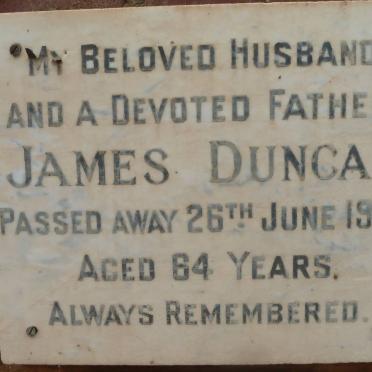 MY BELOVED HUSBAND
AND A DEVOTED FATHE
JAMES DUNCA
PASSED AWAY 26TH JUNE 19
AGED 64 YEARS.
ALWAYS REMEMBERED.